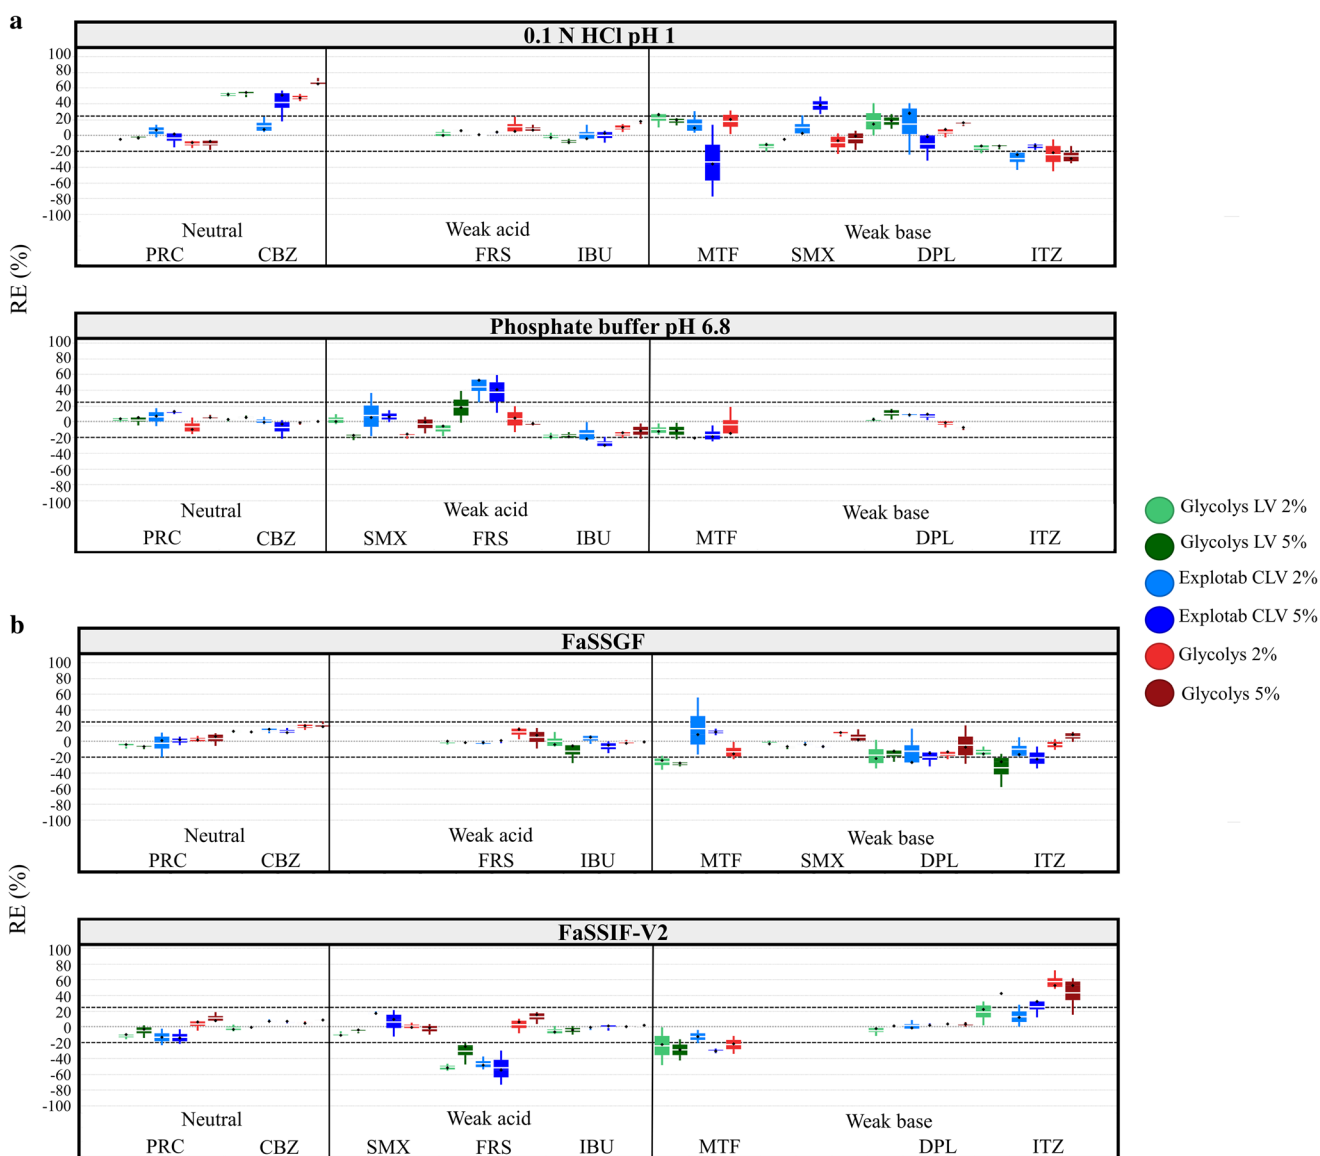 a
0.1 N HCl pH 1
100
80
60
40
20
0
-20
-40
-60
-80
-100
Neutral
Weak acid
Weak base
PRC
CBZ
FRS
IBU
MTF
SMX
DPL
ITZ
RE (%)
Phosphate buffer pH 6.8
100
80
60
40
20
0
-20
-40
-60
-80
-100
Neutral
Weak acid
Weak base
PRC
CBZ
SMX
FRS
IBU
MTF
DPL
ITZ
Glycolys LV 2%
Glycolys LV 5%
Explotab CLV 2%
Explotab CLV 5%
Glycolys 2%
Glycolys 5%
b
FaSSGF
100
80
60
40
20
0
-20
-40
-60
-80
-100
Neutral
Weak acid
Weak base
PRC
CBZ
FRS
IBU
MTF
SMX
DPL
ITZ
RE (%)
FaSSIF-V2
100
80
60
40
20
0
-20
-40
-60
-80
-100
Neutral
Weak acid
Weak base
PRC
CBZ
SMX
FRS
IBU
MTF
DPL
ITZ